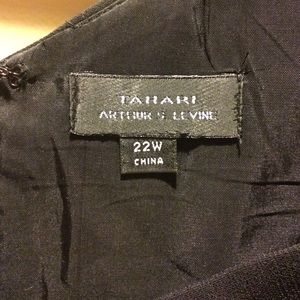 TAHARI
ARTHUR S. LEVINE
22W
CHINA